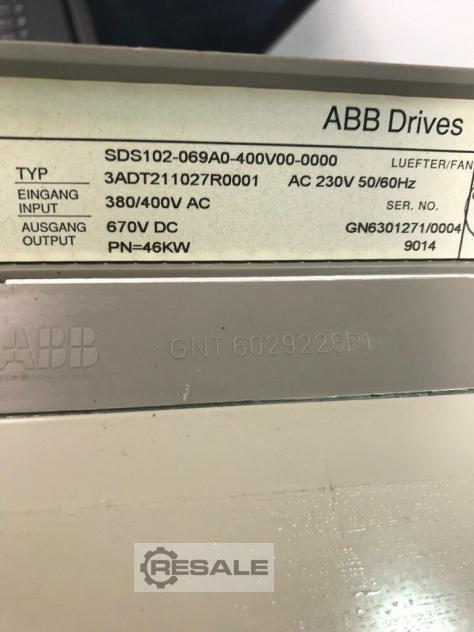 ABB Drives
SDS102-069A0-400V00-0000 LUEFTER/FAN
TYP 3ADT211027R0001 AC 230V 50/60Hz
EINGANG
INPUT 380/400V AC SER. NO.
AUSGANG 670V DC GN6301271/0004
OUTPUT PN=46KW 9014
ABB GNT 6029226P1
RESALE